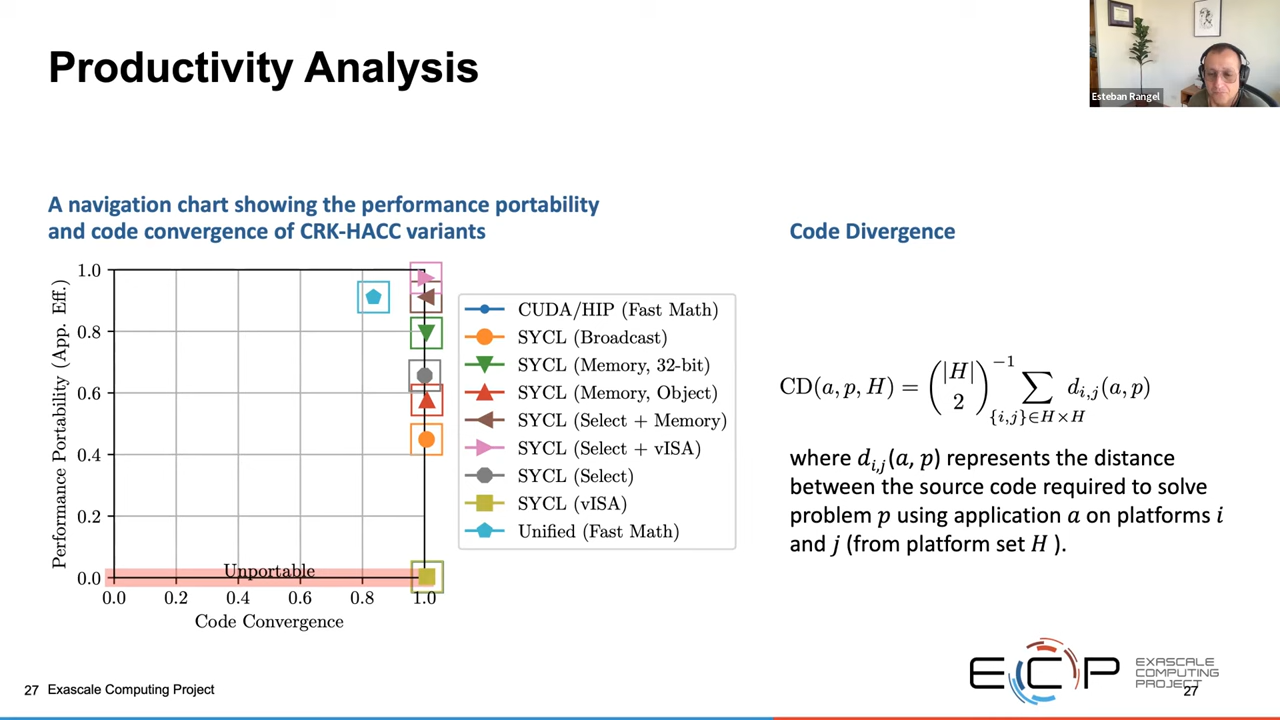 Productivity Analysis
Esteban Rangel
A navigation chart showing the performance portability
and code convergence of CRK-HACC variants
Performance Portability (App. Eff.)
1.0
0.8
0.6
0.4
0.2
0.0
Unportable
0.0 0.2 0.4 0.6 0.8 1.0
Code Convergence
CUDA/HIP (Fast Math)
SYCL (Broadcast)
SYCL (Memory, 32-bit)
SYCL (Memory, Object)
SYCL (Select + Memory)
SYCL (Select + vISA)
SYCL (Select)
SYCL (vISA)
Unified (Fast Math)
Code Divergence
CD(a, p, H) = (|H| 2)⁻¹ ∑ {i,j}∈H×H d_{i,j}(a, p)
where d_{i,j}(a, p) represents the distance
between the source code required to solve
problem p using application a on platforms i
and j (from platform set H ).
27 Exascale Computing Project
ECP
EXASCALE
COMPUTING
PROJECT
27